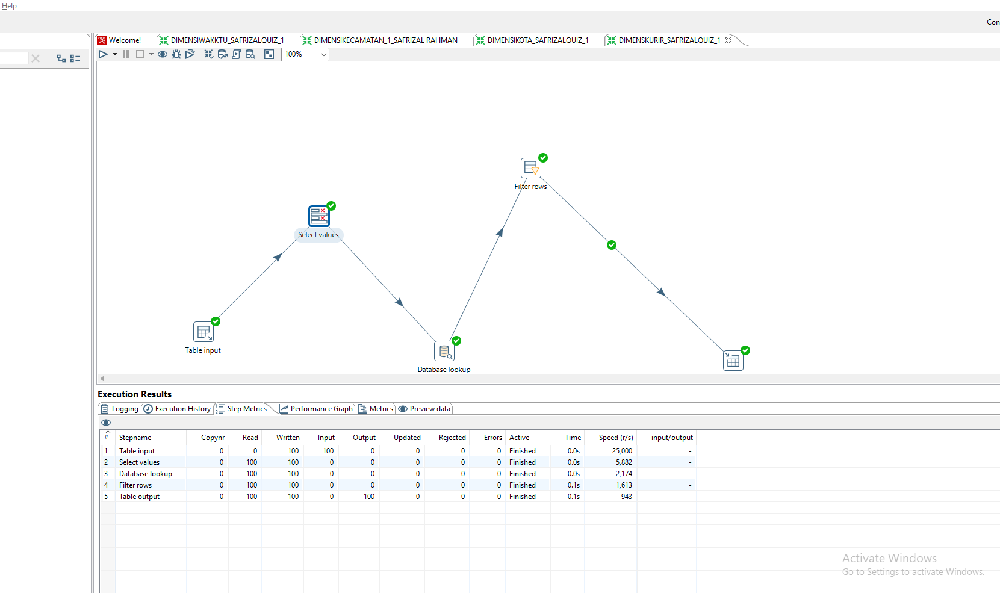 Help
Con
Welcome!
DIMENSIWAKKTU_SAFRIZALQUIZ_1
DIMENSIKECAMATAN_1_SAFRIZAL RAHMAN
DIMENSIKOTA_SAFRIZALQUIZ_1
DIMENSKURIR_SAFRIZALQUIZ_1
100%
Filter rows
Select values
Table input
Database lookup
Execution Results
Logging Execution History Step Metrics Performance Graph Metrics Preview data
# Stepname Copynr Read Written Input Output Updated Rejected Errors Active Time Speed (r/s) input/output
1 Table input 0 0 100 100 0 0 0 0 Finished 0.0s 25,000 -
2 Select values 0 100 100 0 0 0 0 0 Finished 0.0s 5,882 -
3 Database lookup 0 100 100 0 0 0 0 0 Finished 0.0s 2,174 -
4 Filter rows 0 100 100 0 0 0 0 0 Finished 0.1s 1,613 -
5 Table output 0 100 100 0 100 0 0 0 Finished 0.1s 943 -
Activate Windows
Go to Settings to activate Windows.